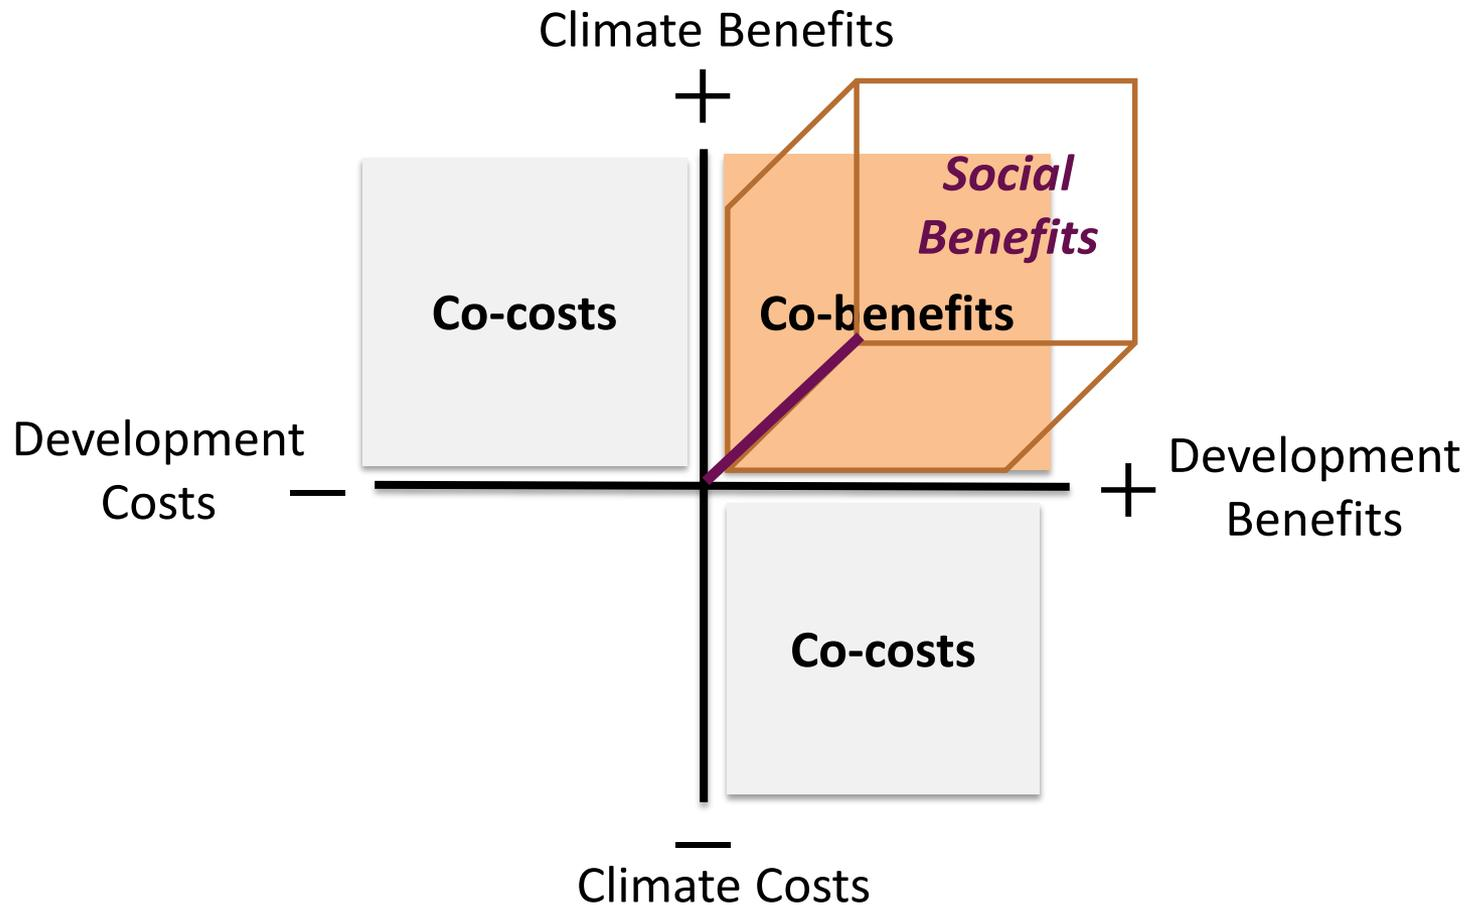 Climate Benefits
+
Social
Benefits
Co-costs
Co-benefits
Development
Costs
—
+
Development
Benefits
Co-costs
—
Climate Costs